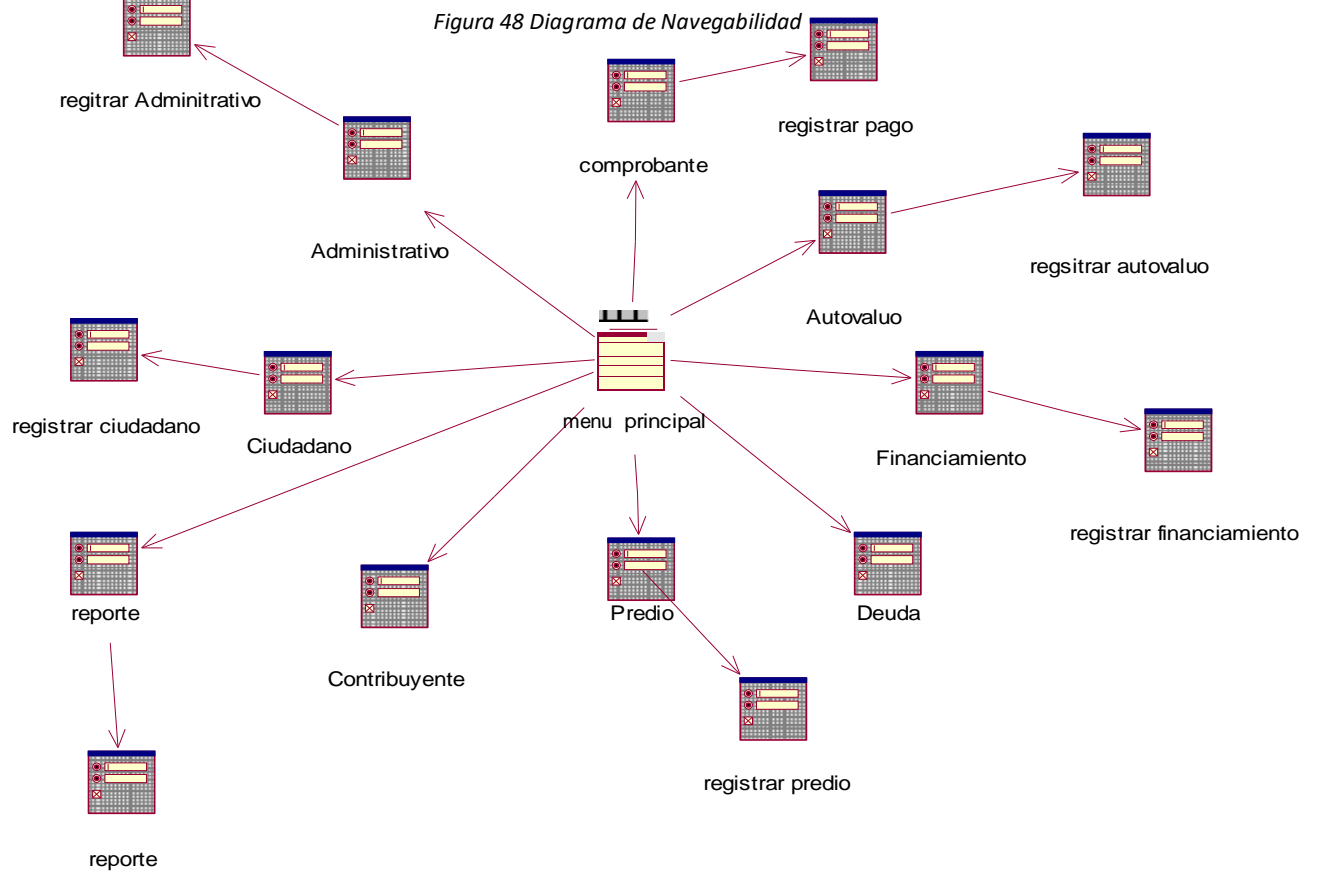 Figura 48 Diagrama de Navegabilidad
regitrar Adminitrativo
registrar pago
comprobante
Administrativo
regsitrar autovaluo
Autovaluo
menu principal
registrar ciudadano
Ciudadano
Financiamiento
registrar financiamiento
reporte
Predio
Deuda
Contribuyente
registrar predio
reporte